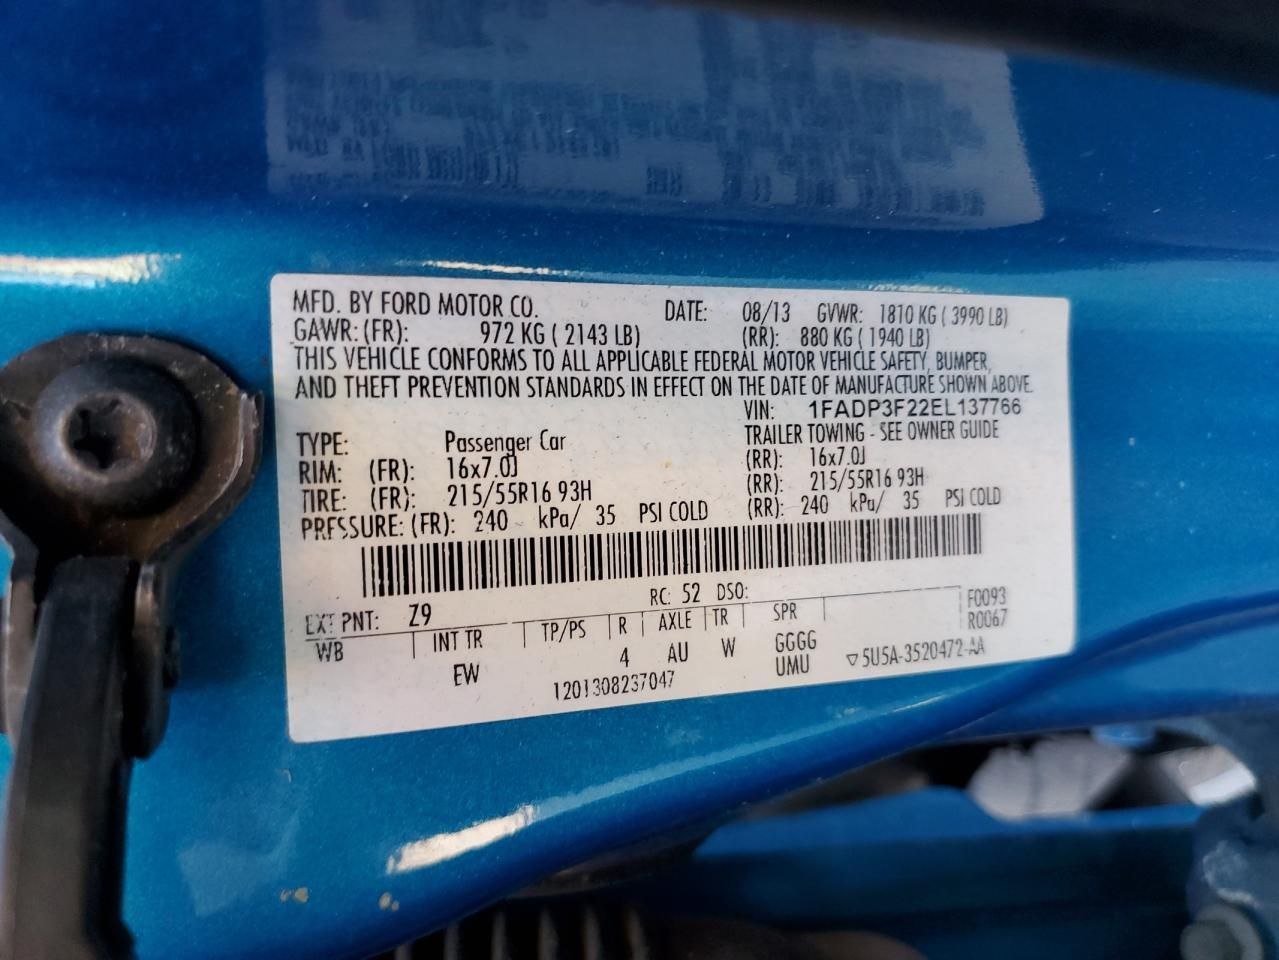 MFD. BY FORD MOTOR CO. DATE: 08/13 GVWR: 1810 KG ( 3990 LB)
GAWR: (FR): 972 KG ( 2143 LB) (RR): 880 KG ( 1940 LB)
THIS VEHICLE CONFORMS TO ALL APPLICABLE FEDERAL MOTOR VEHICLE SAFETY, BUMPER,
AND THEFT PREVENTION STANDARDS IN EFFECT ON THE DATE OF MANUFACTURE SHOWN ABOVE.
VIN: 1FADP3F22EL137766
TYPE: Passenger Car TRAILER TOWING - SEE OWNER GUIDE
RIM: (FR): 16x7.0J (RR): 16x7.0J
TIRE: (FR): 215/55R16 93H (RR): 215/55R16 93H
PRESSURE: (FR): 240 kPa/ 35 PSI COLD (RR): 240 kPa/ 35 PSI COLD
EXT PNT: Z9 RC: 52 DSO: F0093
WB INT TR TP/PS R AXLE TR SPR R0067
EW 4 AU W GGGG ▽5U5A-3520472-AA
1201308237047 UMU